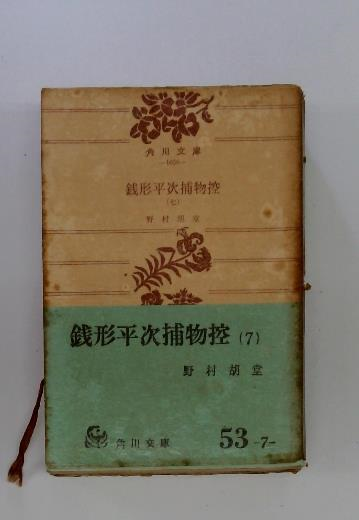 角川文庫
銭形平次捕物控
(七)
野村胡堂
銭形平次捕物控 (7)
野村胡堂
角川文庫 53 -7-